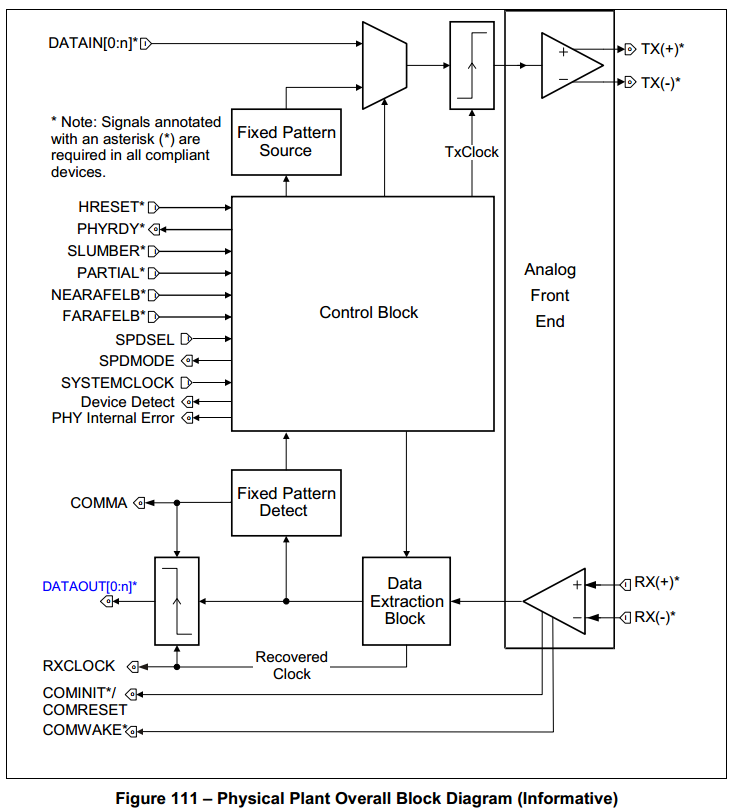 DATAIN[0:n]*
TX(+)*
TX(-)*
+
−
* Note: Signals annotated
with an asterisk (*) are
required in all compliant
devices.
Fixed Pattern
Source
TxClock
HRESET*
PHYRDY*
SLUMBER*
PARTIAL*
NEARAFELB*
FARAFELB*
SPDSEL
SPDMODE
SYSTEMCLOCK
Device Detect
PHY Internal Error
Control Block
Analog
Front
End
COMMA
Fixed Pattern
Detect
DATAOUT[0:n]*
Data
Extraction
Block
+
−
RX(+)*
RX(-)*
RXCLOCK
Recovered
Clock
COMINIT*/
COMRESET
COMWAKE*
Figure 111 – Physical Plant Overall Block Diagram (Informative)